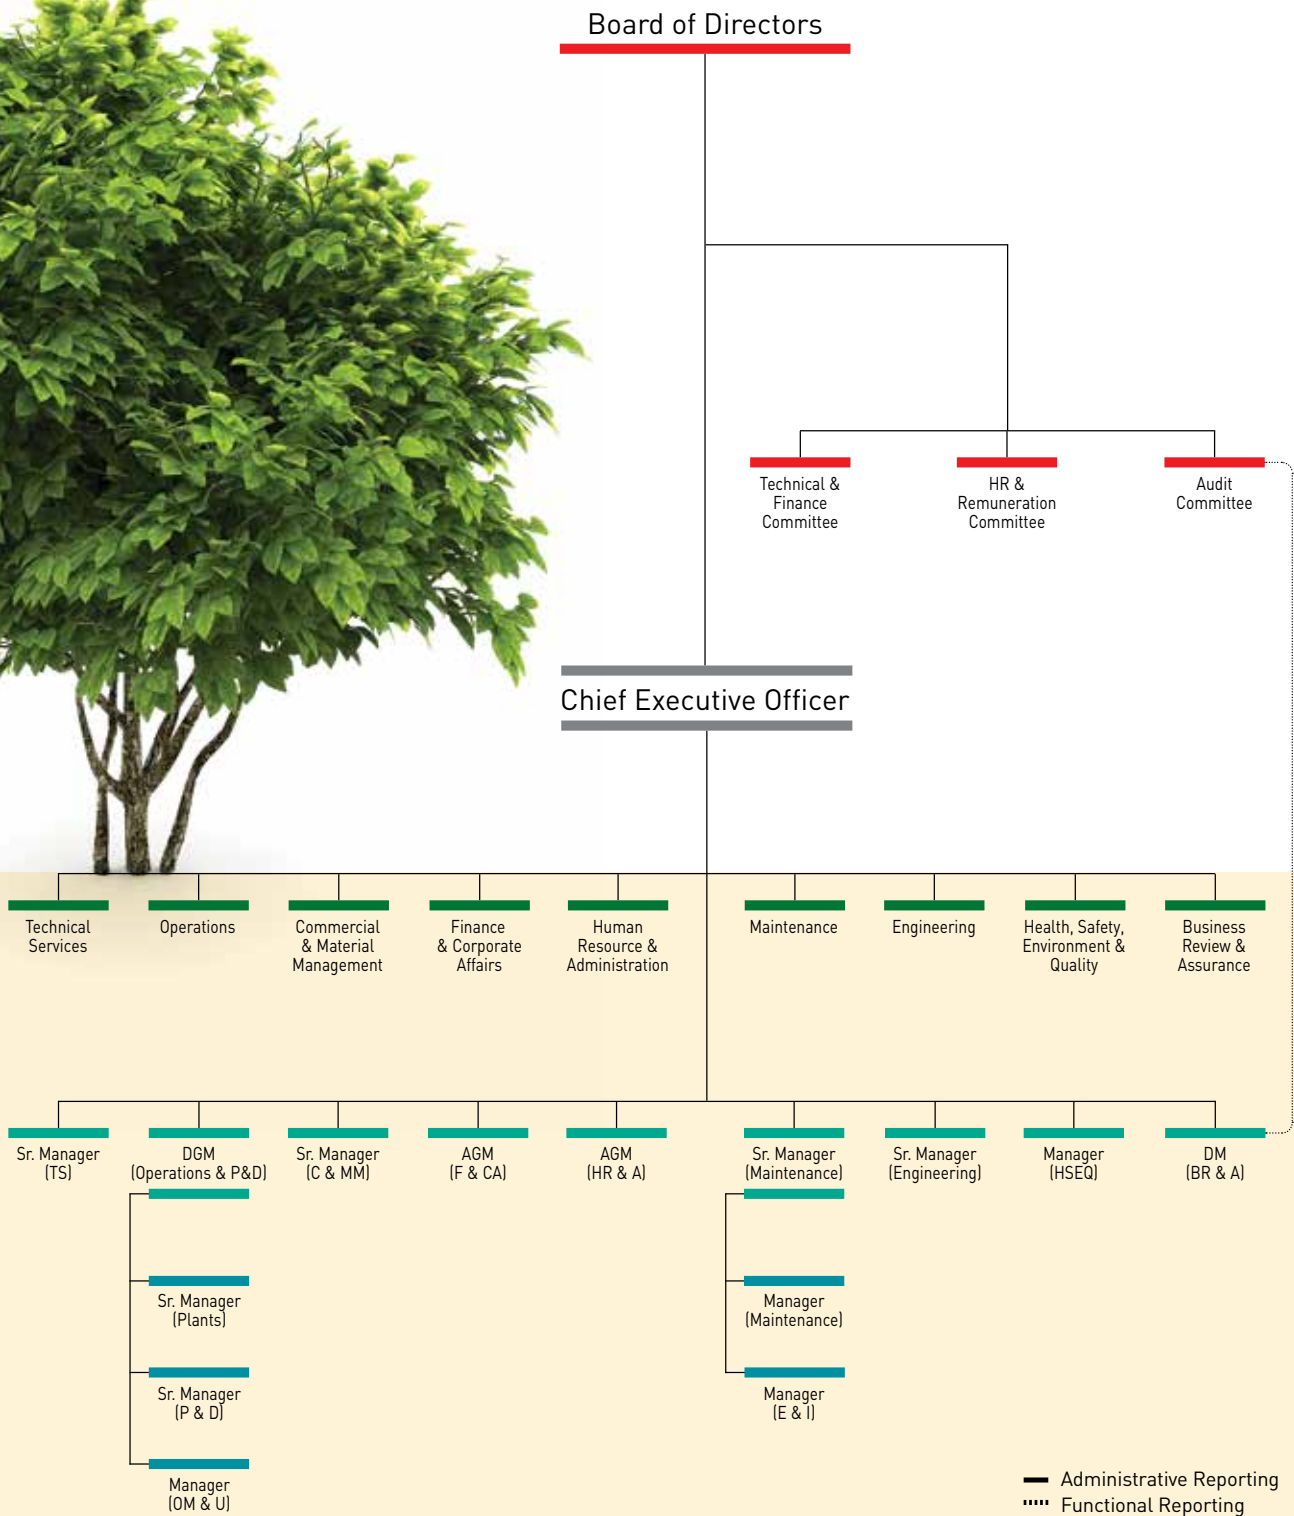 Board of Directors
Technical &
Finance
Committee
HR &
Remuneration
Committee
Audit
Committee
Chief Executive Officer
Technical
Services
Operations
Commercial
& Material
Management
Finance
& Corporate
Affairs
Human
Resource &
Administration
Maintenance
Engineering
Health, Safety,
Environment &
Quality
Business
Review &
Assurance
Sr. Manager
(TS)
DGM
(Operations & P&D)
Sr. Manager
(C & MM)
AGM
(F & CA)
AGM
(HR & A)
Sr. Manager
(Maintenance)
Sr. Manager
(Engineering)
Manager
(HSEQ)
DM
(BR & A)
Sr. Manager
(Plants)
Manager
(Maintenance)
Sr. Manager
(P & D)
Manager
(E & I)
Manager
(OM & U)
Administrative Reporting
Functional Reporting